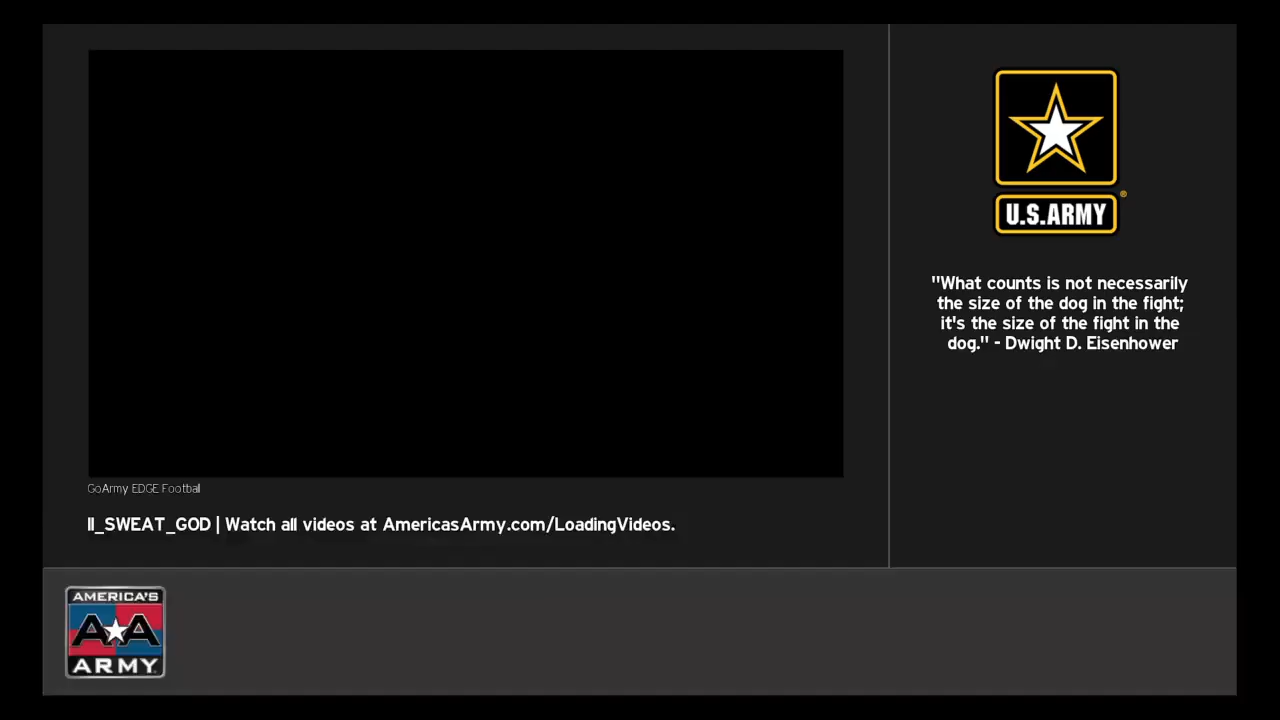 GoArmy EDGE Football
II_SWEAT_GOD | Watch all videos at AmericasArmy.com/LoadingVideos.
U.S.ARMY
®
"What counts is not necessarily
the size of the dog in the fight;
it's the size of the fight in the
dog." - Dwight D. Eisenhower
AMERICA'S
AA
ARMY